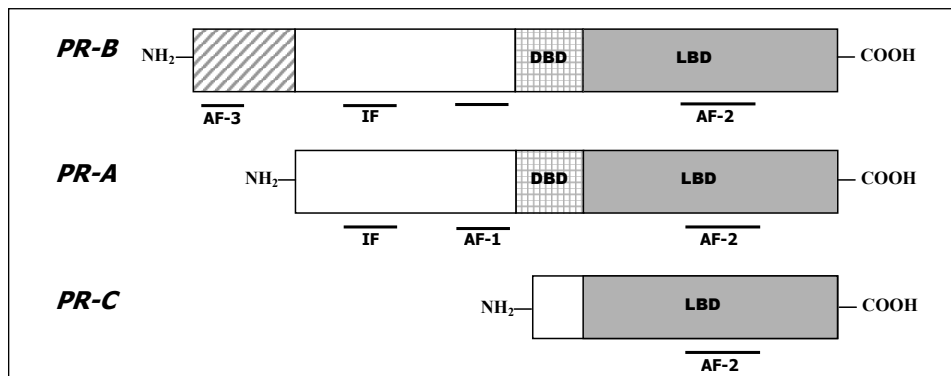 PR-B NH₂ DBD LBD COOH
AF-3 IF AF-2
PR-A NH₂ DBD LBD COOH
IF AF-1 AF-2
PR-C NH₂ LBD COOH
AF-2